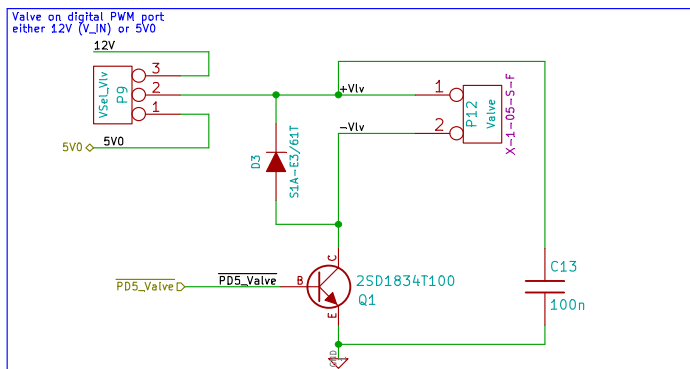 Valve on digital PWM port
either 12V (V_IN) or 5V0
12V
3
2
1
VSel_Vlv
P9
5V0
5V0
+Vlv
-Vlv
1
2
P12
Valve
X-1-05-S-F
D3
S1A-E3/61T
PD5_Valve
PD5_Valve
B
C
E
2SD1834T100
Q1
C13
100n
GND